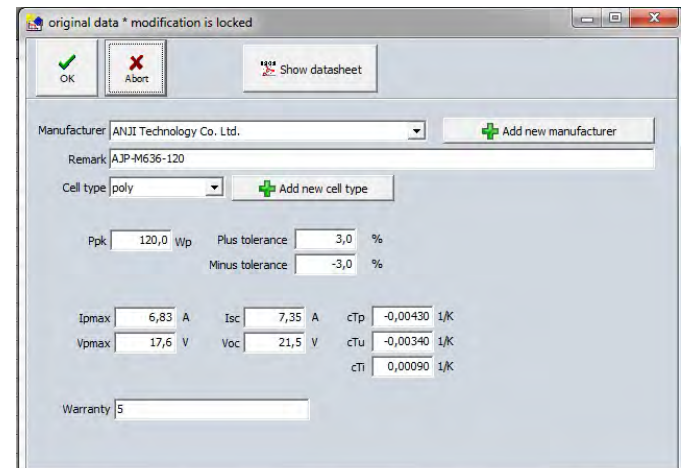 original data * modification is locked
OK
Abort
Show datasheet
Manufacturer ANJI Technology Co. Ltd.
Add new manufacturer
Remark AJP-M636-120
Cell type poly
Add new cell type
Ppk 120,0 Wp Plus tolerance 3,0 %
Minus tolerance -3,0 %
Ipmax 6,83 A Isc 7,35 A cTp -0,00430 1/K
Vpmax 17,6 V Voc 21,5 V cTu -0,00340 1/K
cTi 0,00090 1/K
Warranty 5